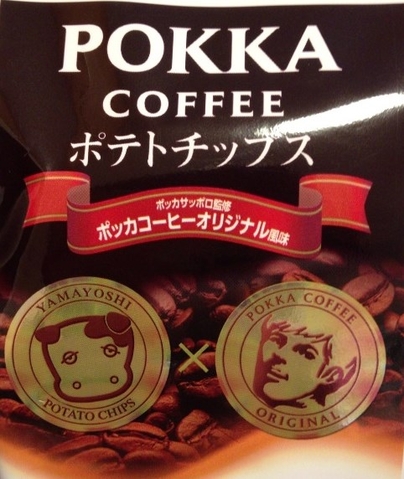 POKKA
COFFEE
ポテトチップス
ポッカサッポロ監修
ポッカコーヒーオリジナル風味
YAMAYOSHI
POTATO CHIPS
×
POKKA COFFEE
ORIGINAL